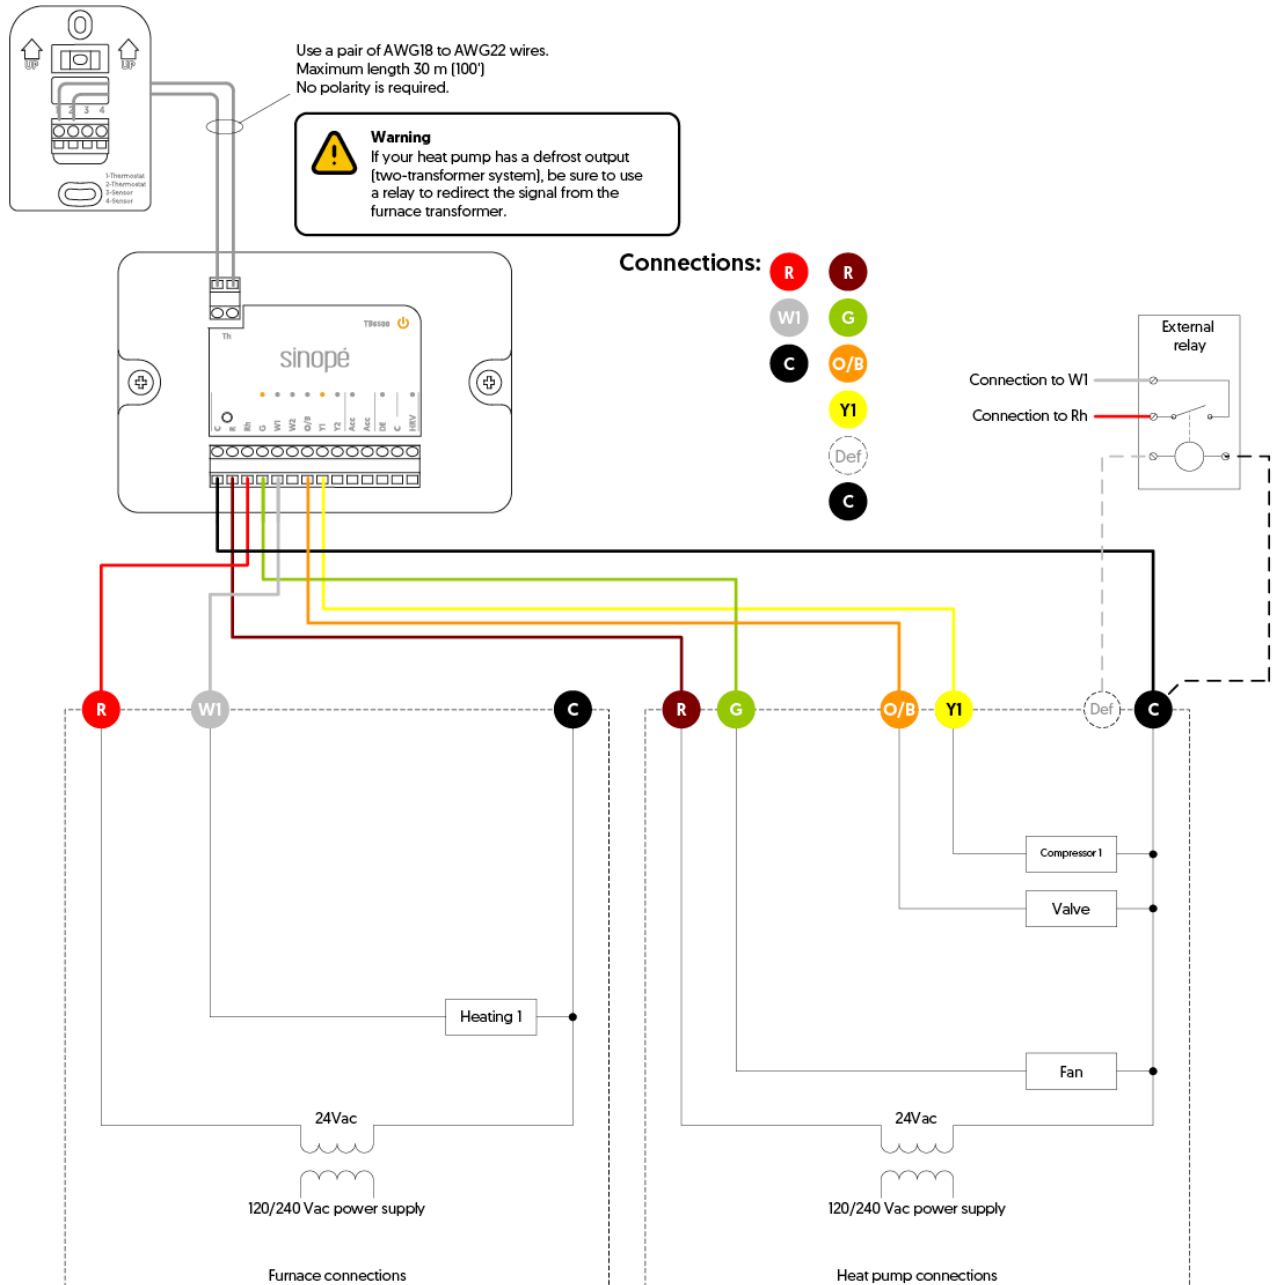 UP
UP
1 2 3 4
1-Thermostat
2-Thermostat
3-Sensor
4-Sensor
Use a pair of AWG18 to AWG22 wires.
Maximum length 30 m (100')
No polarity is required.
Warning
If your heat pump has a defrost output
(two-transformer system), be sure to use
a relay to redirect the signal from the
furnace transformer.
Connections:
R R
W1 G
C O/B
Y1
Def
C
External
relay
Connection to W1
Connection to Rh
Th
TB6500
sinopé
C R Rh G W1 W2 O/B Y1 Y2 Acc Acc DE C HRV
R W1 C R G O/B Y1 Def C
Compressor 1
Valve
Heating 1
Fan
24Vac
24Vac
120/240 Vac power supply
120/240 Vac power supply
Furnace connections
Heat pump connections